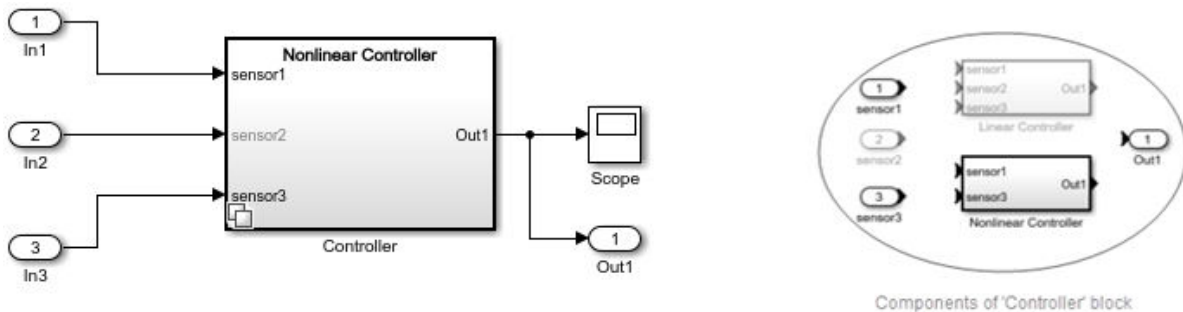 1
In1
2
In2
3
In3
Nonlinear Controller
sensor1
sensor2
sensor3
Out1
Controller
Scope
1
Out1
1
sensor1
2
sensor2
3
sensor3
sensor1
sensor2
sensor3
Out1
Linear Controller
sensor1
sensor3
Out1
Nonlinear Controller
1
Out1
Components of 'Controller' block